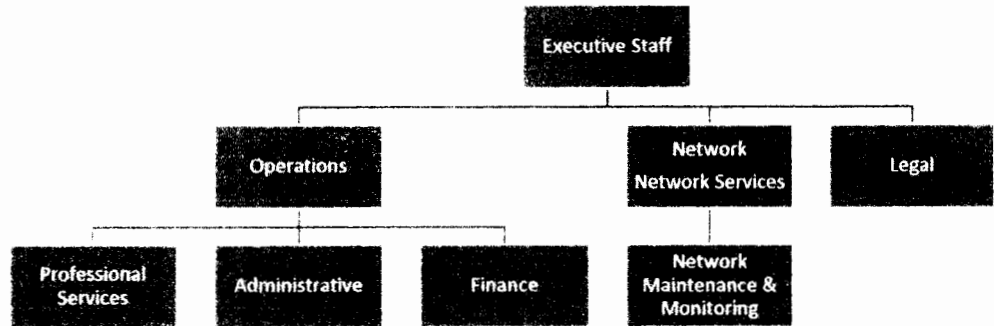 Executive Staff
Operations
Network
Network Services
Legal
Professional
Services
Administrative
Finance
Network
Maintenance &
Monitoring